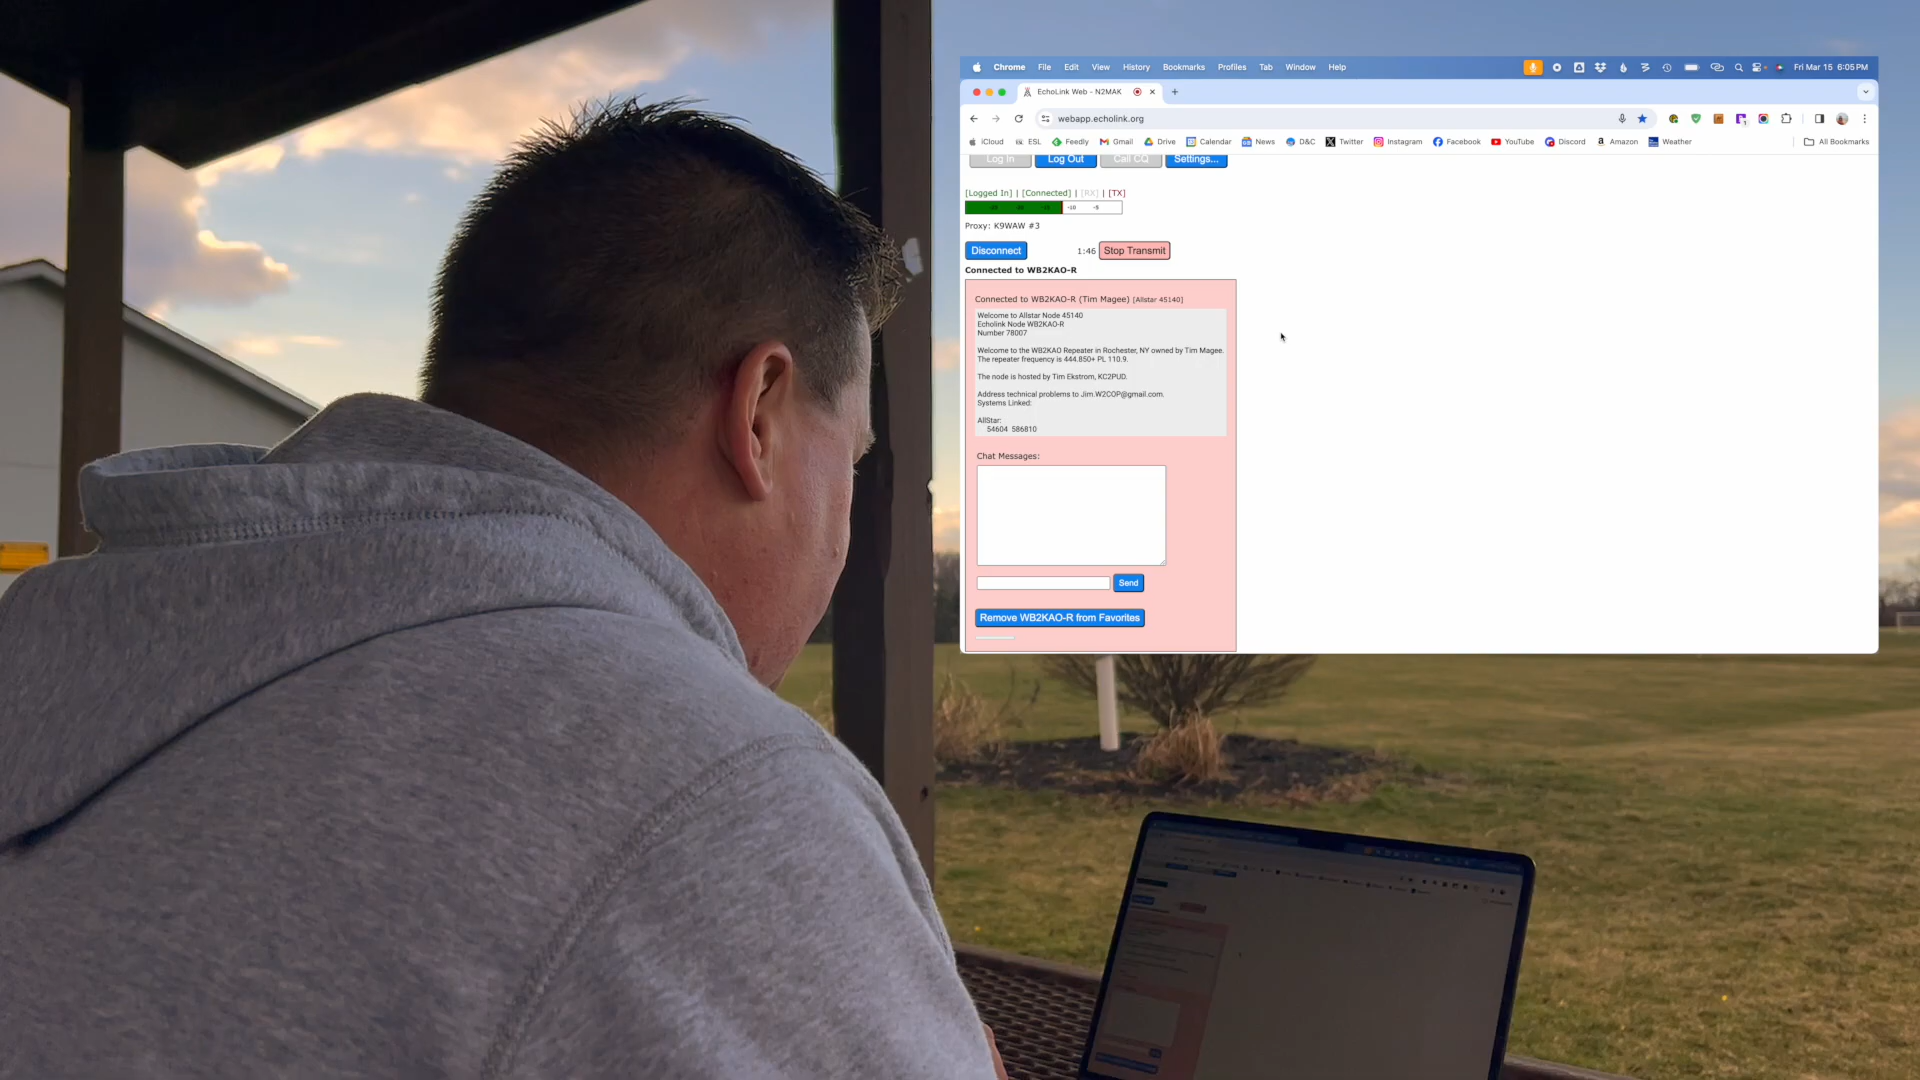 Chrome File Edit View History Bookmarks Profiles Tab Window Help Fri Mar 15 6:05 PM
EchoLink Web - N2MAK
webapp.echolink.org
iCloud ESL Feedly Gmail Drive Calendar News D&C Twitter Instagram Facebook YouTube Discord Amazon Weather All Bookmarks
Log In Log Out Call CQ Settings...
[Logged In] | [Connected] | [RX] | [TX]
-10 -5
Proxy: K9WAW #3
Disconnect 1:46 Stop Transmit
Connected to WB2KAO-R
Connected to WB2KAO-R (Tim Magee) [Allstar 45140]
Welcome to Allstar Node 45140
Echolink Node WB2KAO-R
Number 78007
Welcome to the WB2KAO Repeater in Rochester, NY owned by Tim Magee.
The repeater frequency is 444.850+ PL 110.9.
The node is hosted by Tim Ekstrom, KC2PUD.
Address technical problems to Jim.W2COP@gmail.com.
Systems Linked:
AllStar:
54604 586810
Chat Messages:
Send
Remove WB2KAO-R from Favorites